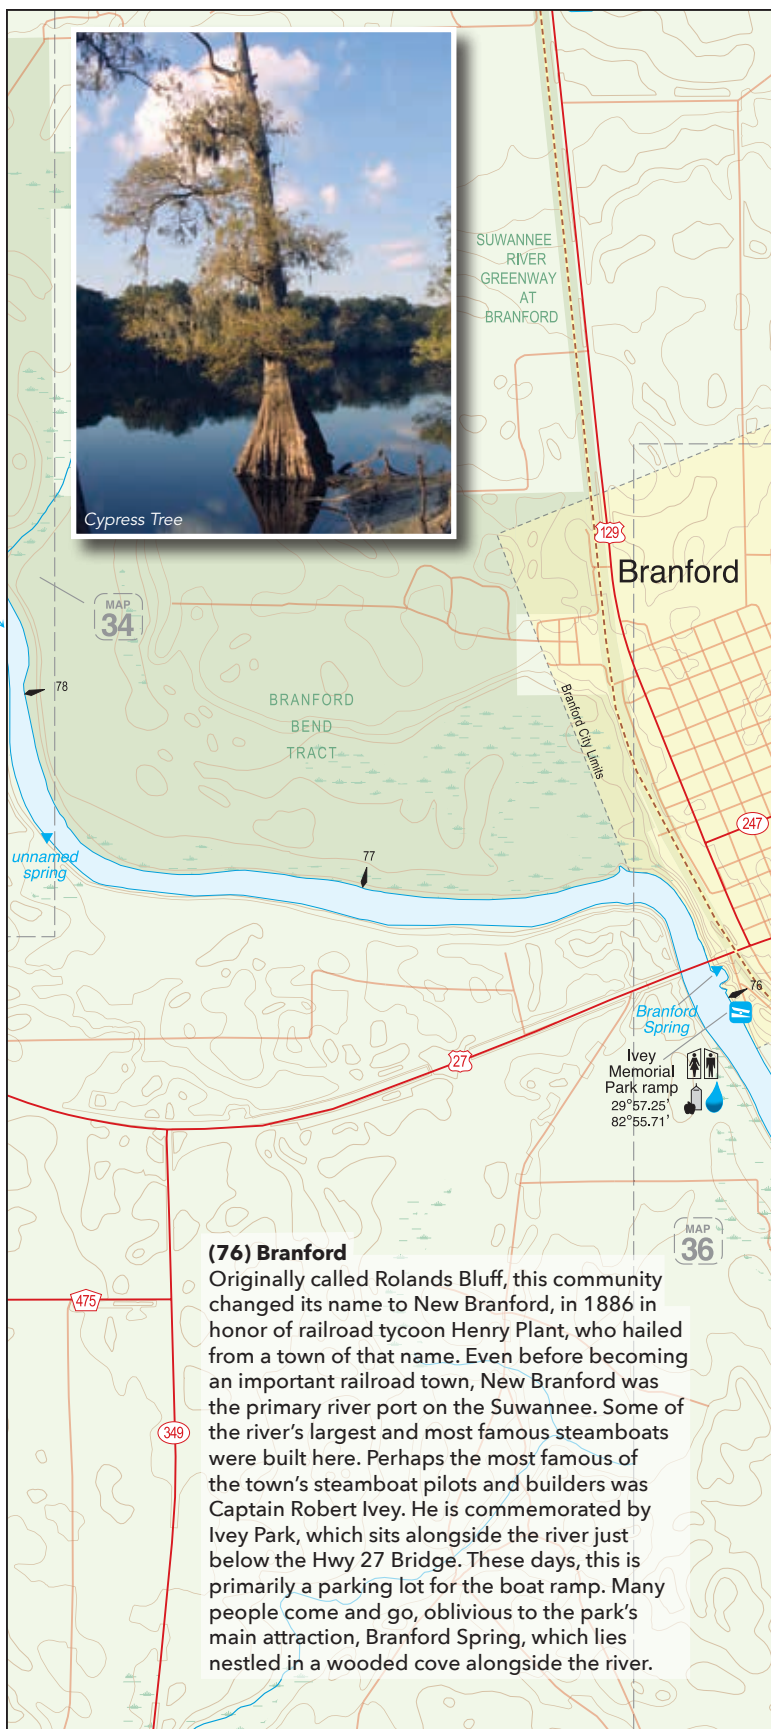 Cypress Tree
SUWANNEE
RIVER
GREENWAY
AT
BRANFORD
129
Branford
MAP
34
78
BRANFORD
BEND
TRACT
Branford City Limits
247
unnamed
spring
77
76
Branford
Spring
27
Ivey
Memorial
Park ramp
29°57.25'
82°55.71'
MAP
36
475
349
(76) Branford
Originally called Rolands Bluff, this community
changed its name to New Branford, in 1886 in
honor of railroad tycoon Henry Plant, who hailed
from a town of that name. Even before becoming
an important railroad town, New Branford was
the primary river port on the Suwannee. Some of
the river's largest and most famous steamboats
were built here. Perhaps the most famous of
the town's steamboat pilots and builders was
Captain Robert Ivey. He is commemorated by
Ivey Park, which sits alongside the river just
below the Hwy 27 Bridge. These days, this is
primarily a parking lot for the boat ramp. Many
people come and go, oblivious to the park's
main attraction, Branford Spring, which lies
nestled in a wooded cove alongside the river.